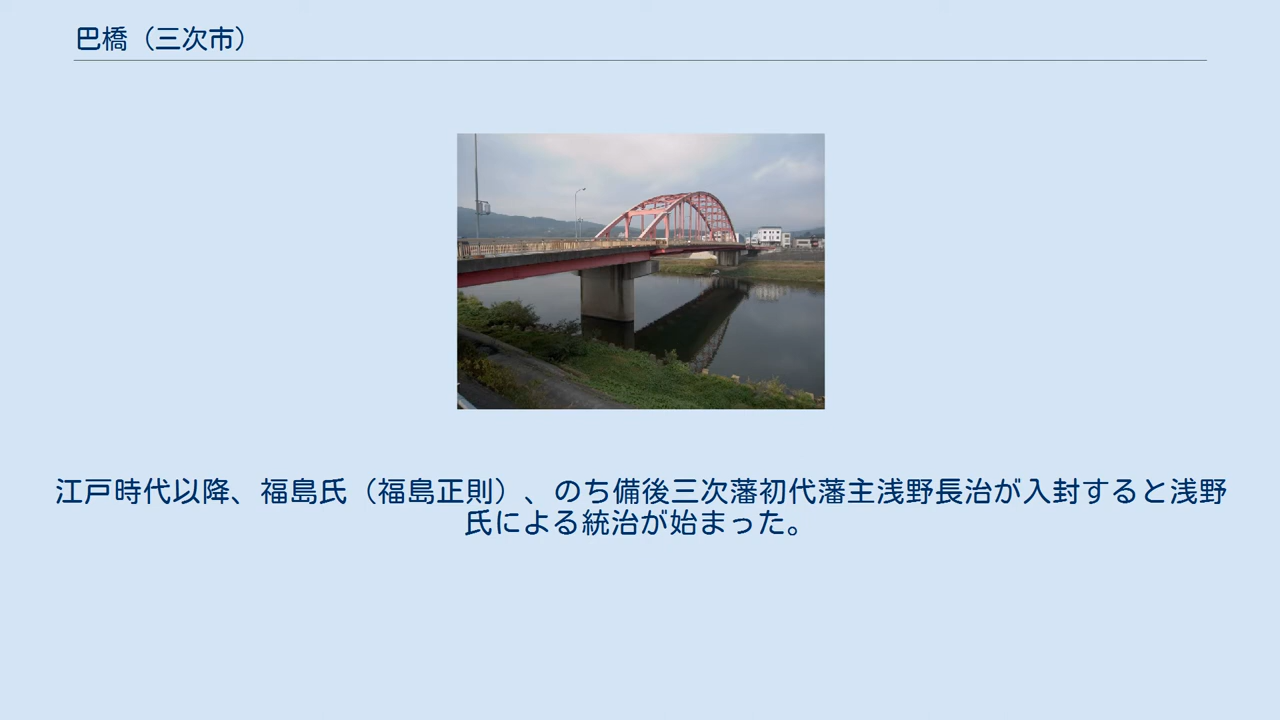 巴橋（三次市）
江戸時代以降、福島氏（福島正則）、のち備後三次藩初代藩主浅野長治が入封すると浅野
氏による統治が始まった。